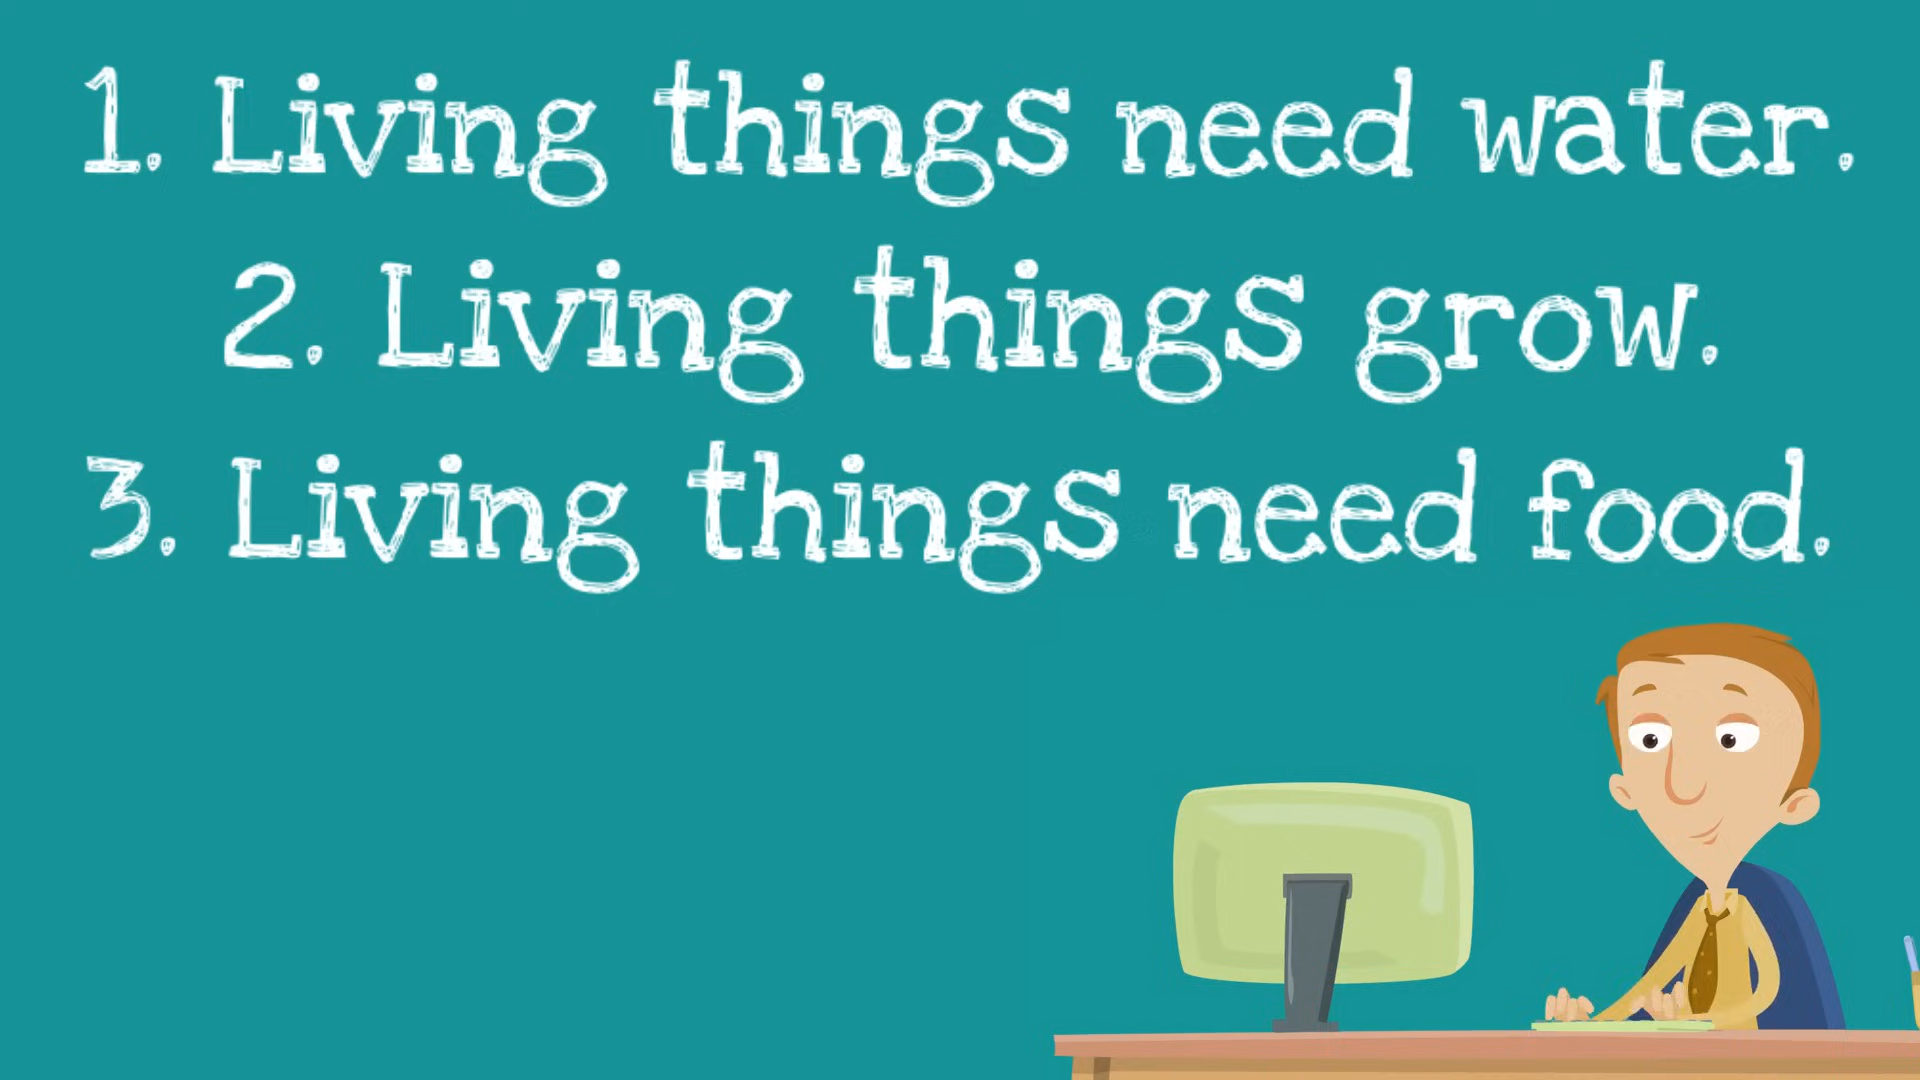 1. Living things need water.
2. Living things grow.
3. Living things need food.